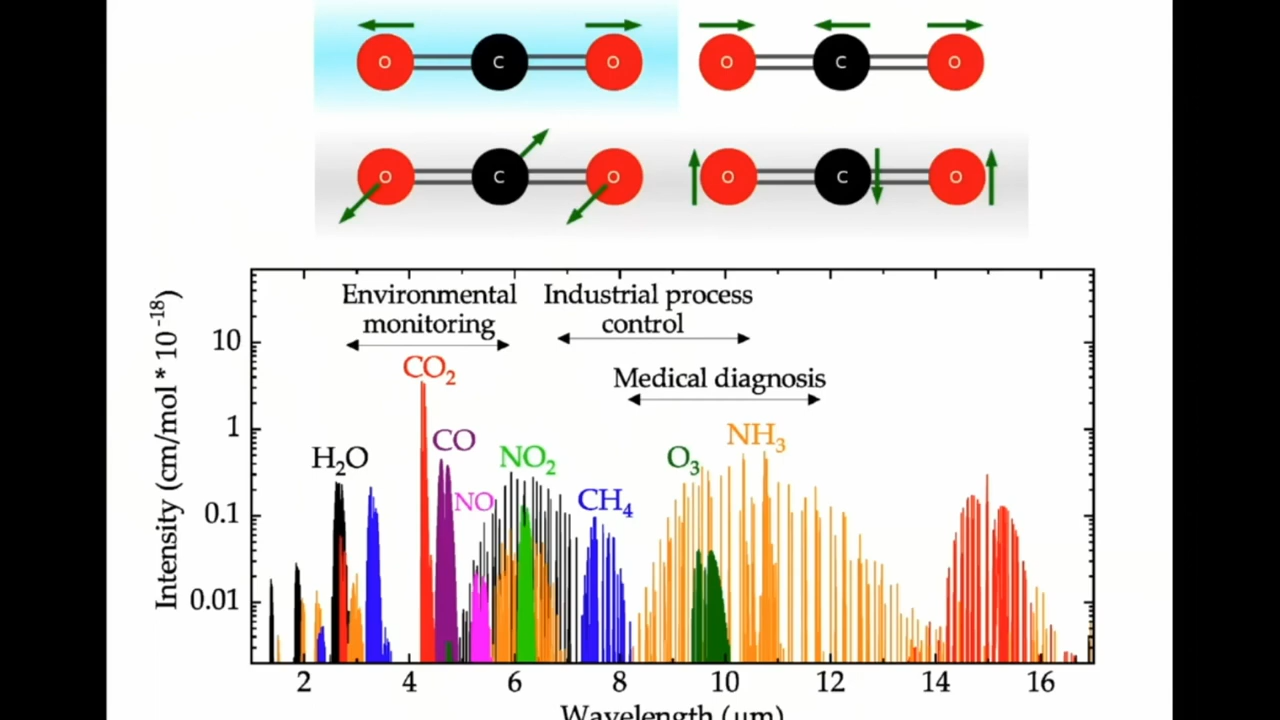 O C O O C O
O C O O C O
Environmental
monitoring
Industrial process
control
Medical diagnosis
CO₂
CO
H₂O
NO
NO₂
CH₄
O₃
NH₃
Intensity (cm/mol * 10⁻¹⁸)
10
1
0.1
0.01
2 4 6 8 10 12 14 16
Wavelength (µm)